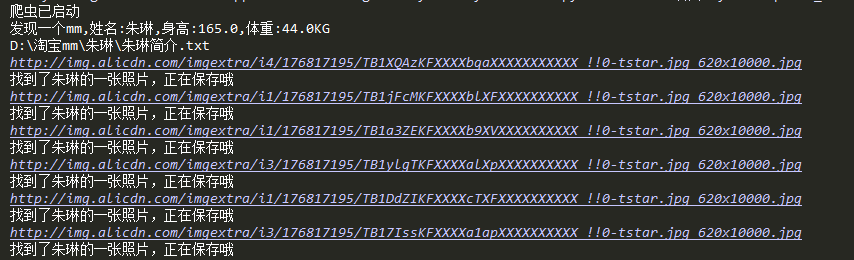 爬虫已启动
发现一个mm,姓名:朱琳,身高:165.0,体重:44.0KG
D:\淘宝mm\朱琳\朱琳简介.txt
http://img.alicdn.com/imgextra/i4/176817195/TB1XQAzKFXXXXbqaXXXXXXXXXXX_!!0-tstar.jpg_620x10000.jpg
找到了朱琳的一张照片，正在保存哦
http://img.alicdn.com/imgextra/i1/176817195/TB1jFcMKFXXXXblXFXXXXXXXXXX_!!0-tstar.jpg_620x10000.jpg
找到了朱琳的一张照片，正在保存哦
http://img.alicdn.com/imgextra/i1/176817195/TB1a3ZEKFXXXXb9XVXXXXXXXXXX_!!0-tstar.jpg_620x10000.jpg
找到了朱琳的一张照片，正在保存哦
http://img.alicdn.com/imgextra/i3/176817195/TB1ylgTKFXXXXalXpXXXXXXXXXX_!!0-tstar.jpg_620x10000.jpg
找到了朱琳的一张照片，正在保存哦
http://img.alicdn.com/imgextra/i1/176817195/TB1DdZIKFXXXXcTXFXXXXXXXXXX_!!0-tstar.jpg_620x10000.jpg
找到了朱琳的一张照片，正在保存哦
http://img.alicdn.com/imgextra/i3/176817195/TB17IssKFXXXXa1apXXXXXXXXXX_!!0-tstar.jpg_620x10000.jpg
找到了朱琳的一张照片，正在保存哦